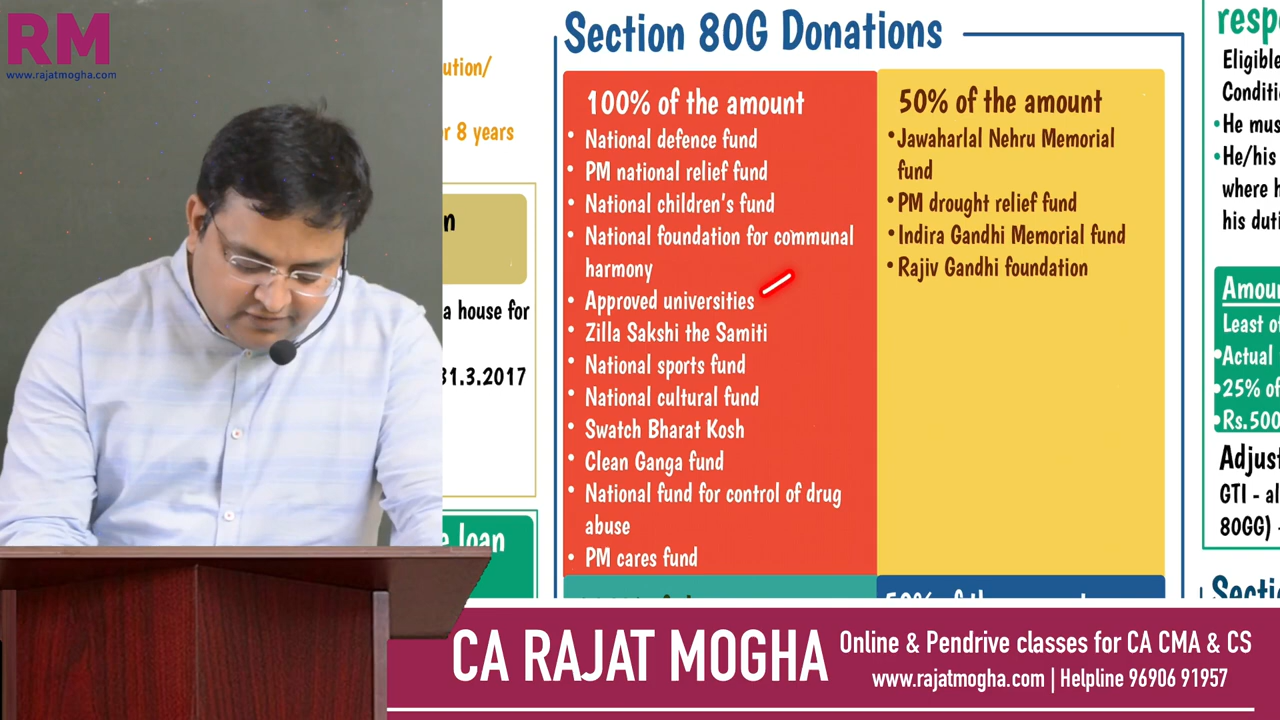 RM
www.rajatmogha.com
ution/
r 8 years
n
a house for
31.3.2017
e loan
Section 80G Donations
100% of the amount
• National defence fund
• PM national relief fund
• National children's fund
• National foundation for communal
harmony
• Approved universities
• Zilla Sakshi the Samiti
• National sports fund
• National cultural fund
• Swatch Bharat Kosh
• Clean Ganga fund
• National fund for control of drug
abuse
• PM cares fund
50% of the amount
• Jawaharlal Nehru Memorial
fund
• PM drought relief fund
• Indira Gandhi Memorial fund
• Rajiv Gandhi foundation
resp
Eligible
Conditi
• He mus
• He/his
where h
his duti
Amou
Least o
• Actual
• 25% of
• Rs.500
Adjust
GTI - al
80GG) -
Secti
CA RAJAT MOGHA
Online & Pendrive classes for CA CMA & CS
www.rajatmogha.com | Helpline 96906 91957